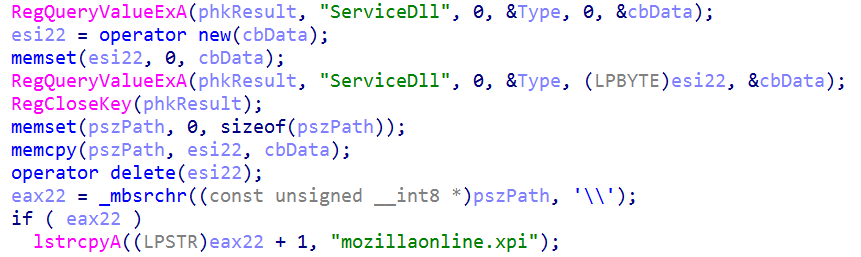 RegQueryValueExA(phkResult, "ServiceDll", 0, &Type, 0, &cbData);
esi22 = operator new(cbData);
memset(esi22, 0, cbData);
RegQueryValueExA(phkResult, "ServiceDll", 0, &Type, (LPBYTE)esi22, &cbData);
RegCloseKey(phkResult);
memset(pszPath, 0, sizeof(pszPath));
memcpy(pszPath, esi22, cbData);
operator delete(esi22);
eax22 = _mbsrchr((const unsigned __int8 *)pszPath, '\\');
if ( eax22 )
  lstrcpyA((LPSTR)eax22 + 1, "mozillaonline.xpi");